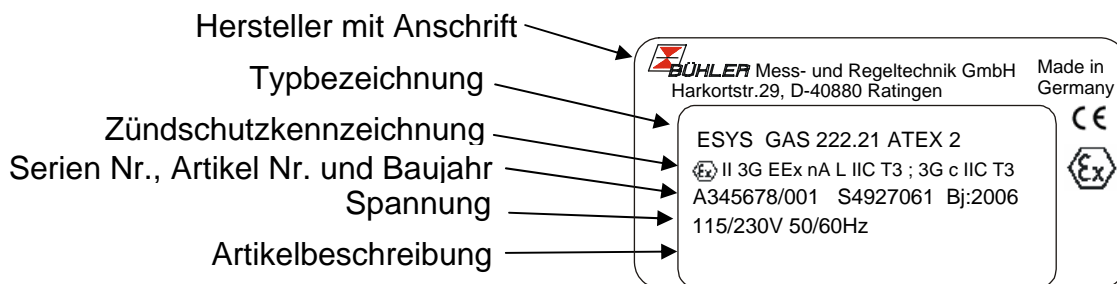 Hersteller mit Anschrift
Typbezeichnung
Zündschutzkennzeichnung
Serien Nr., Artikel Nr. und Baujahr
Spannung
Artikelbeschreibung
BÜHLER Mess- und Regeltechnik GmbH
Harkortstr.29, D-40880 Ratingen
Made in
Germany
CE
ESYS GAS 222.21 ATEX 2
Ex II 3G EEx nA L IIC T3 ; 3G c IIC T3
A345678/001 S4927061 Bj:2006
115/230V 50/60Hz
Ex